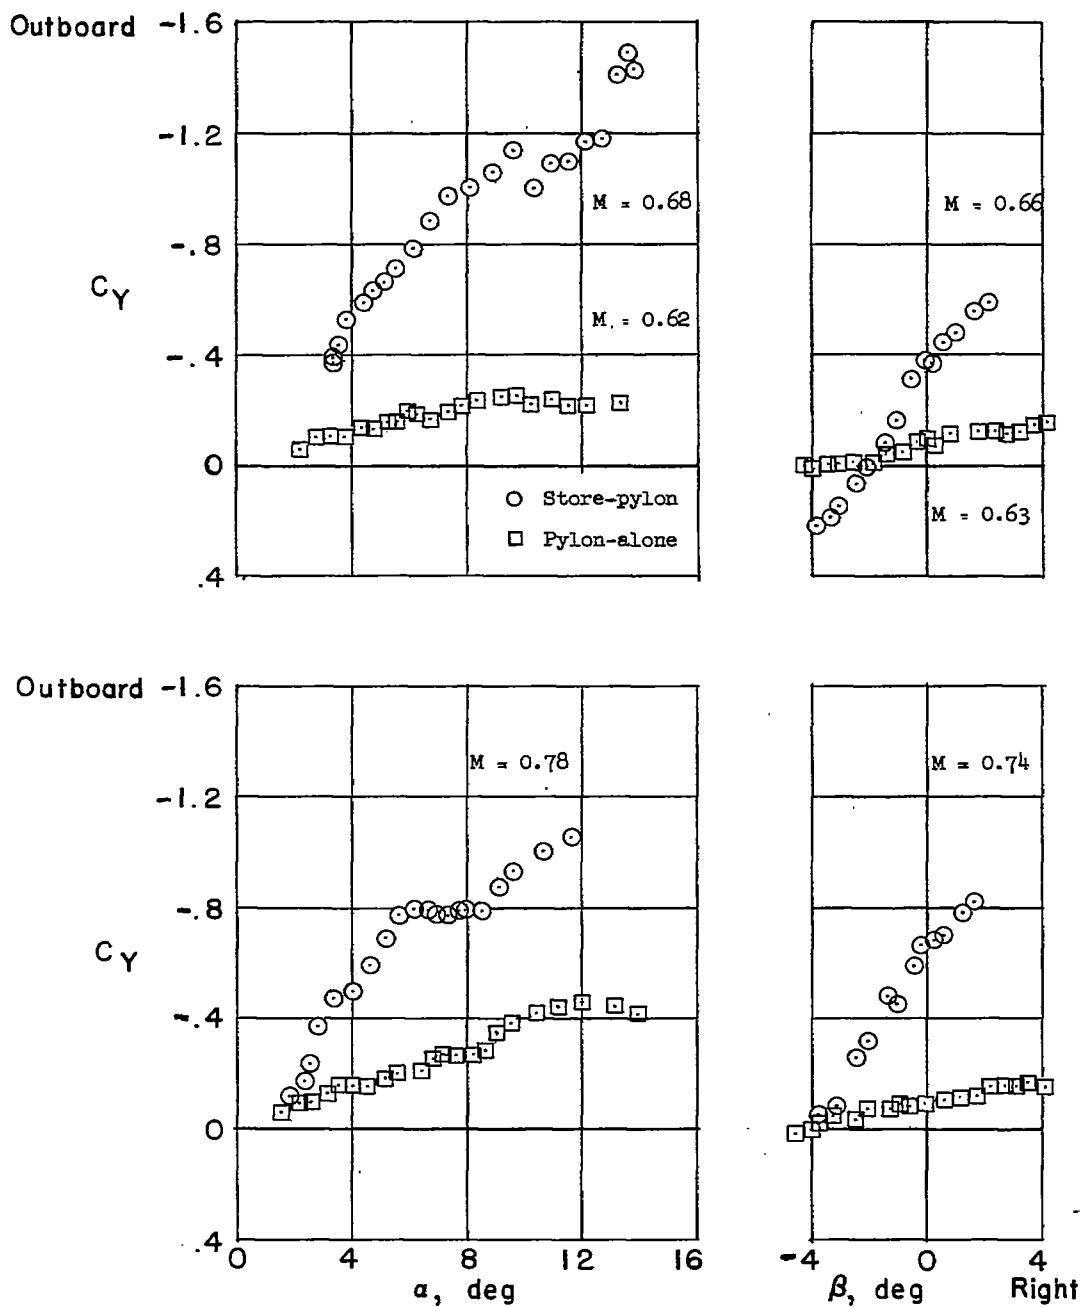 Outboard -1.6
-1.2
-.8
-.4
0
.4
C_Y
M = 0.68
M = 0.62
○ Store-pylon
□ Pylon-alone
M = 0.66
M = 0.63
Outboard -1.6
-1.2
-.8
-.4
0
.4
C_Y
M = 0.78
M = 0.74
0 4 8 12 16
α, deg
-4 0 4
β, deg Right